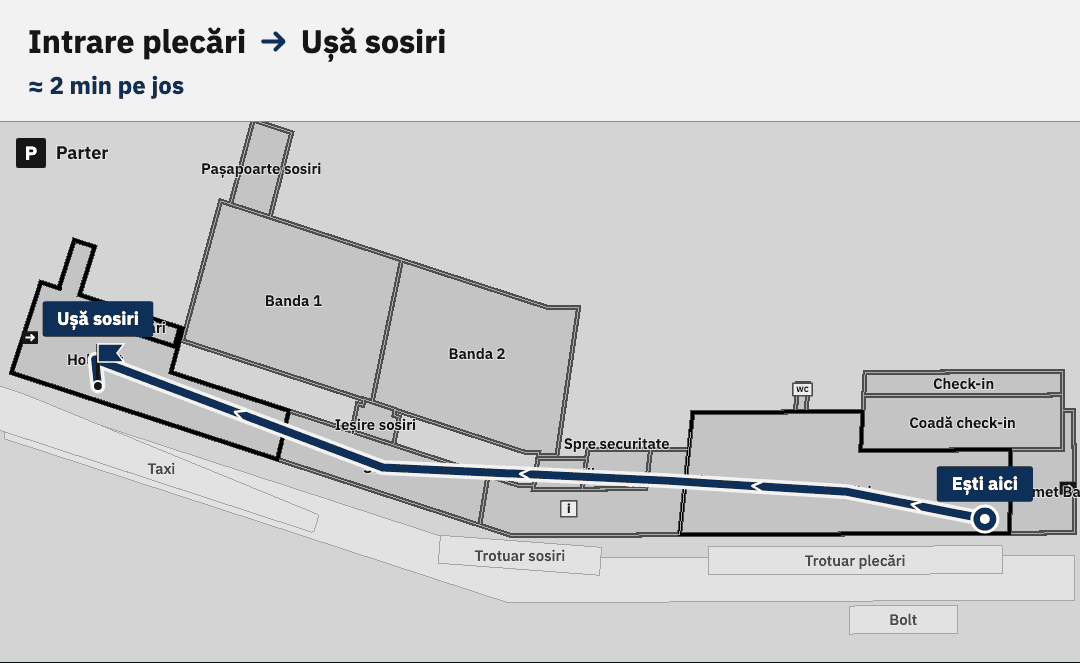 Intrare plecări → Ușă sosiri
≈ 2 min pe jos
P Parter
Pașapoarte sosiri
Banda 1
Ușă sosiri
Banda 2
wc
Check-in
Coadă check-in
Iesire sosiri
Spre securitate
Ești aici
Taxi
i
Trotuar sosiri
Trotuar plecări
Bolt